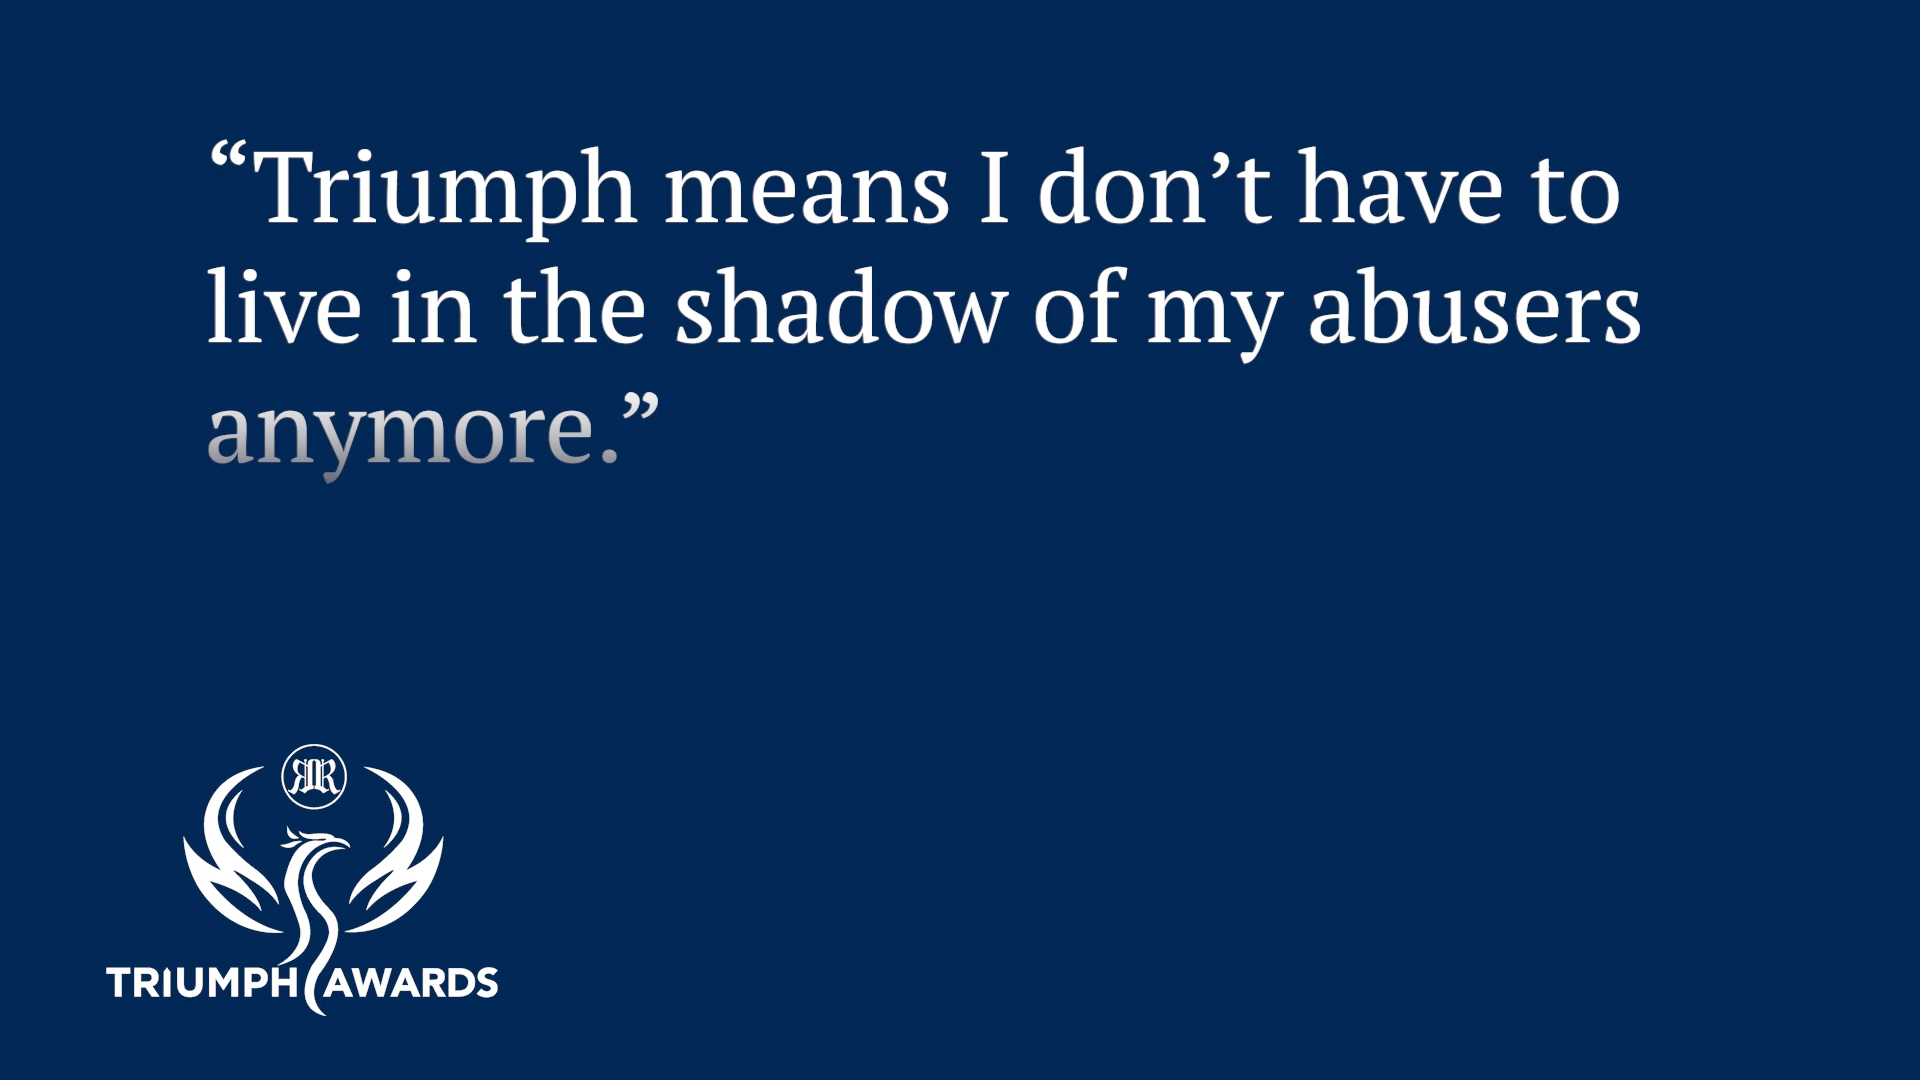 “Triumph means I don’t have to
live in the shadow of my abusers
anymore.”
TRIUMPH AWARDS